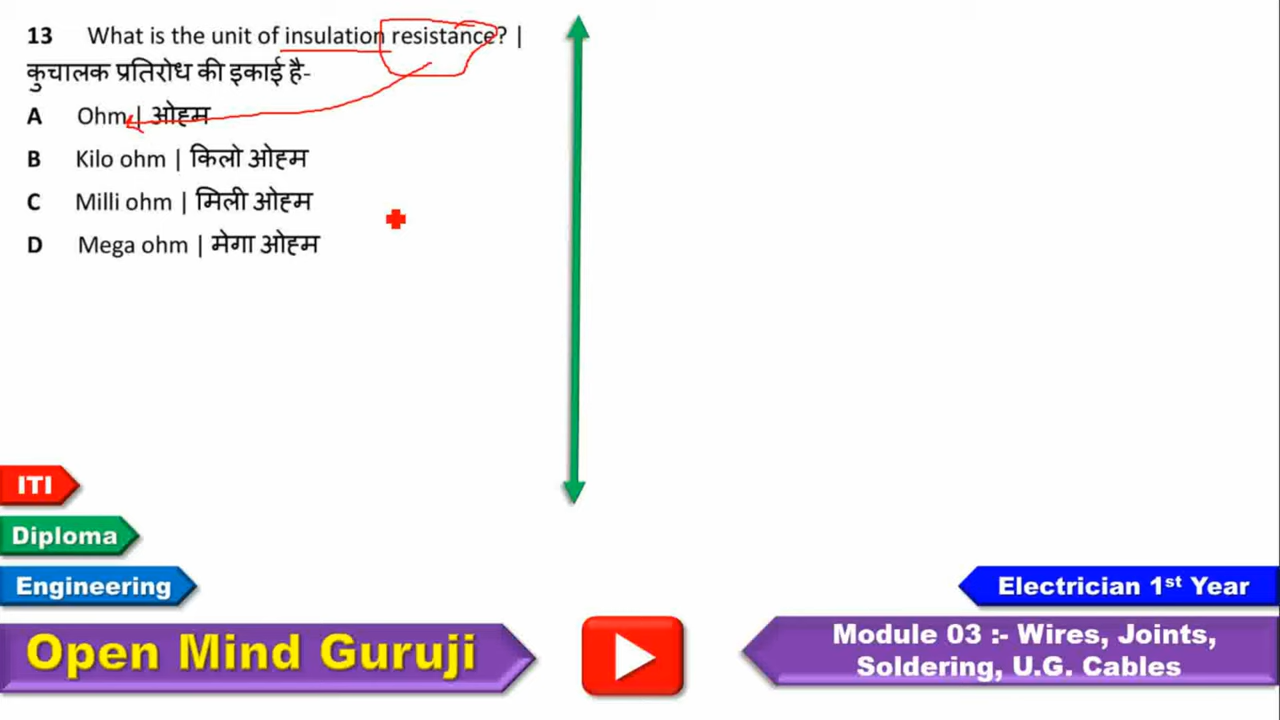 13 What is the unit of insulation resistance? |
कुचालक प्रतिरोध की इकाई है-
A Ohm | ओह्म
B Kilo ohm | किलो ओह्म
C Milli ohm | मिली ओह्म
D Mega ohm | मेगा ओह्म
ITI
Diploma
Engineering
Open Mind Guruji
Electrician 1st Year
Module 03 :- Wires, Joints,
Soldering, U.G. Cables